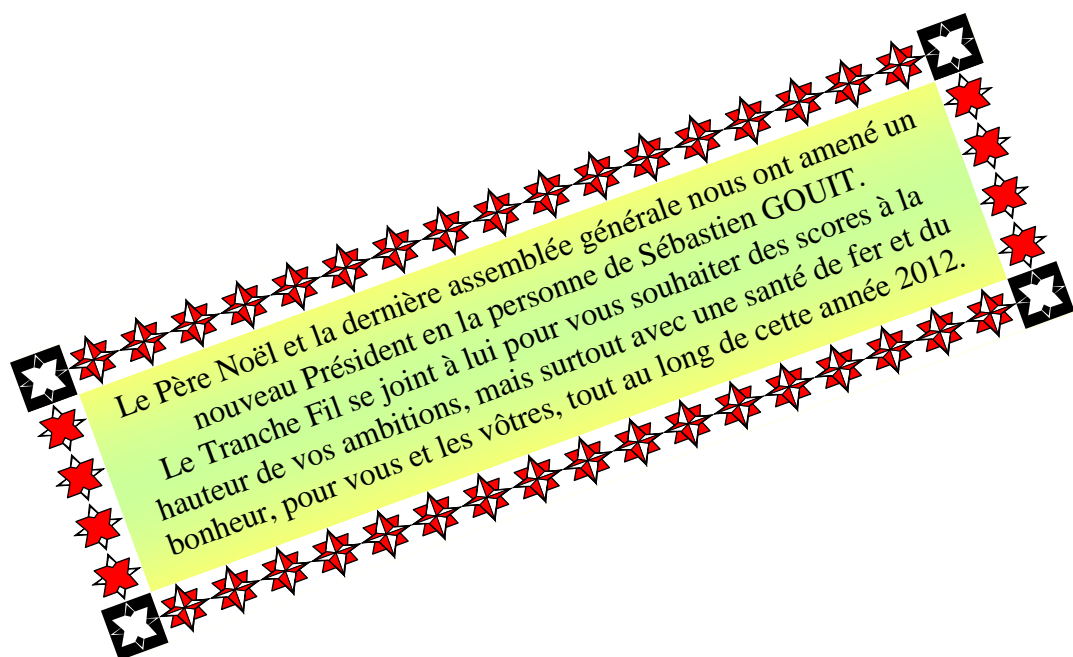 Le Père Noël et la dernière assemblée générale nous ont amené un
nouveau Président en la personne de Sébastien GOUIT.
Le Tranche Fil se joint à lui pour vous souhaiter des scores à la
hauteur de vos ambitions, mais surtout avec une santé de fer et du
bonheur, pour vous et les vôtres, tout au long de cette année 2012.